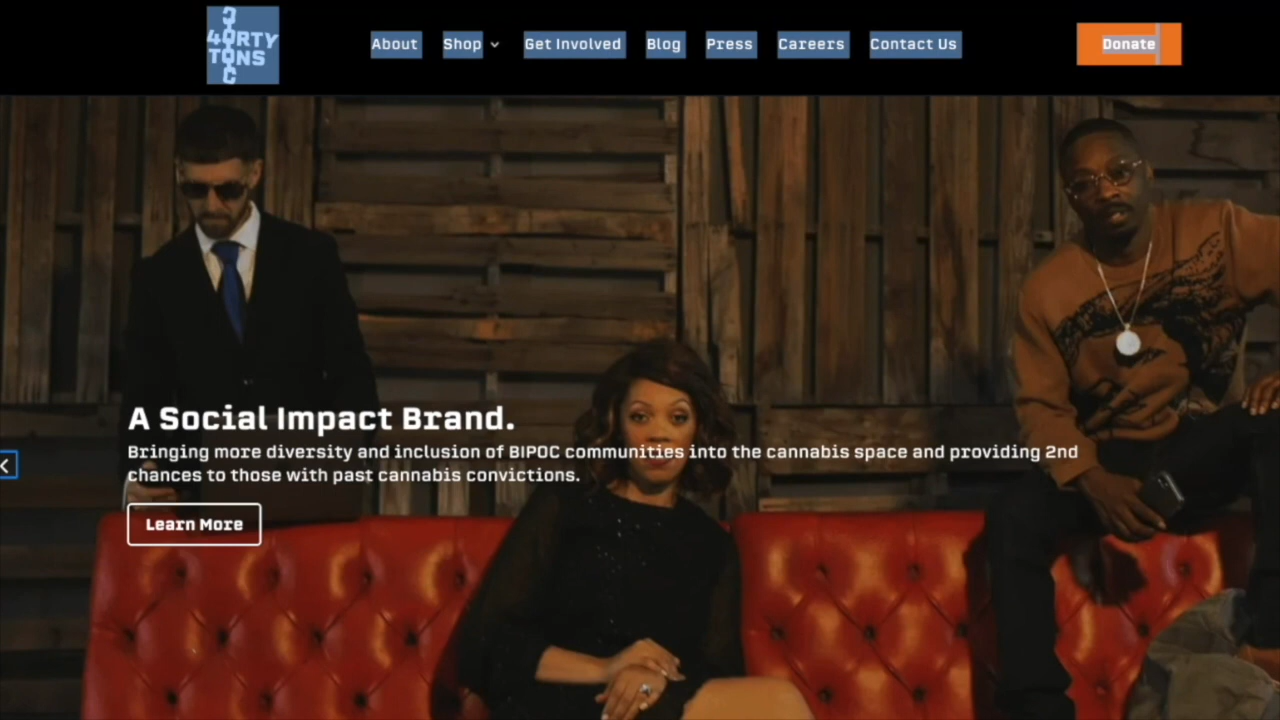 4ORTY
TONS
About
Shop
Get Involved
Blog
Press
Careers
Contact Us
Donate
A Social Impact Brand.
Bringing more diversity and inclusion of BIPOC communities into the cannabis space and providing 2nd
chances to those with past cannabis convictions.
Learn More